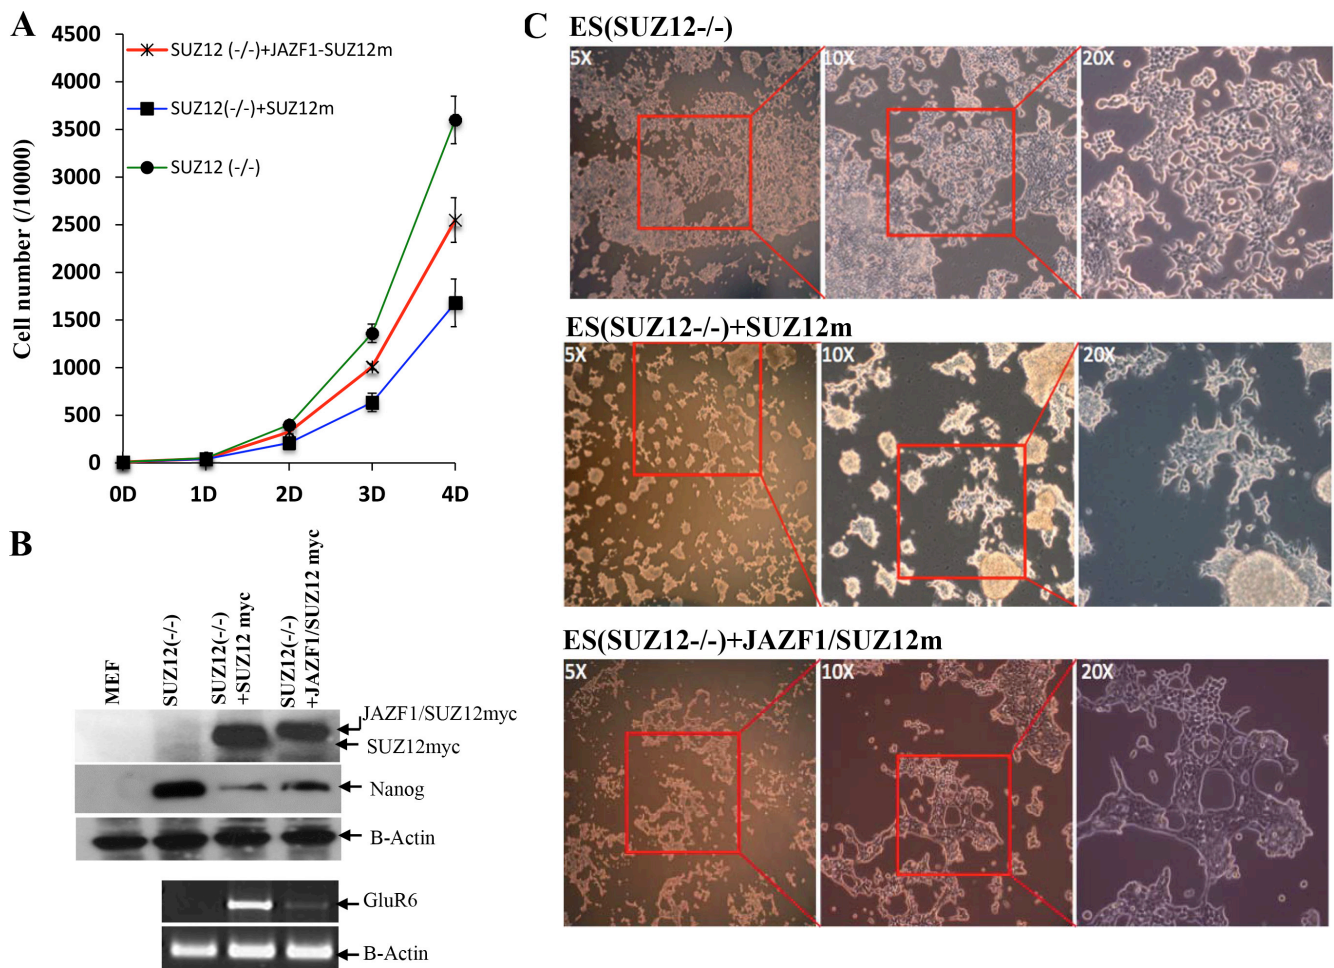 A
4500
4000
3500
3000
2500
2000
1500
1000
500
0
Cell number (/10000)
0D 1D 2D 3D 4D
SUZ12 (-/-)+JAZF1-SUZ12m
SUZ12(-/-)+SUZ12m
SUZ12 (-/-)
B
MEF
SUZ12(-/-)
SUZ12(-/-)
+SUZ12 myc
SUZ12(-/-)
+JAZF1/SUZ12 myc
JAZF1/SUZ12myc
SUZ12myc
Nanog
B-Actin
GluR6
B-Actin
C
ES(SUZ12-/-)
5X 10X 20X
ES(SUZ12-/-)+SUZ12m
5X 10X 20X
ES(SUZ12-/-)+JAZF1/SUZ12m
5X 10X 20X